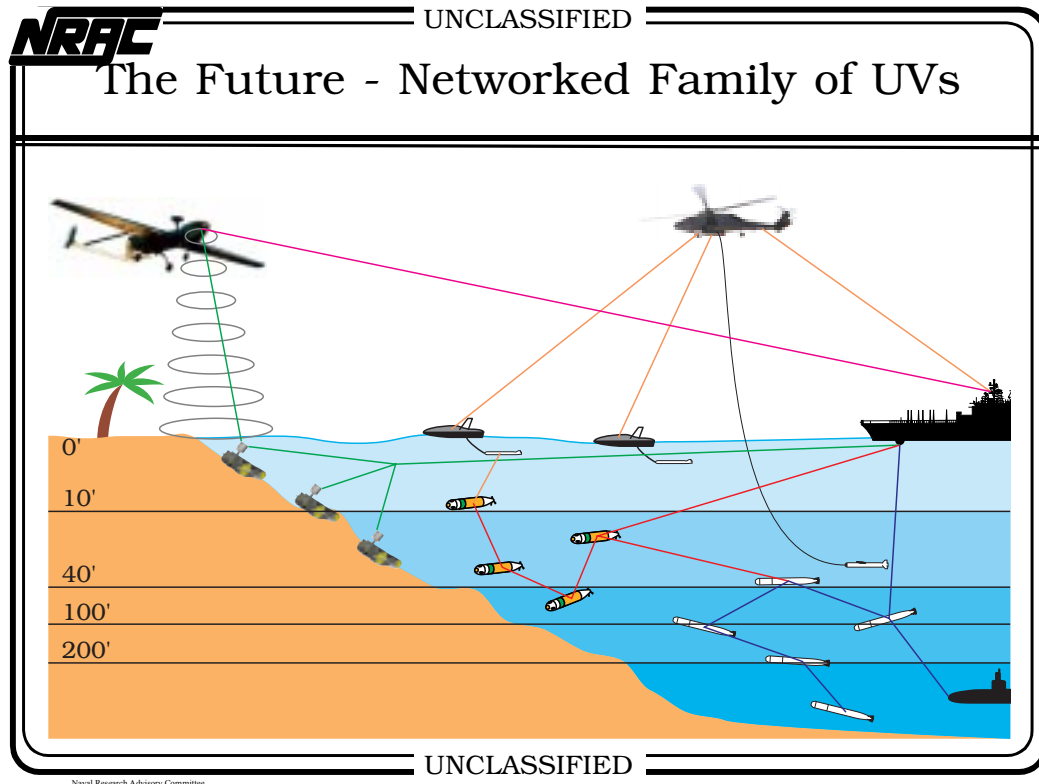 UNCLASSIFIED
NRAC
The Future - Networked Family of UVs
0'
10'
40'
100'
200'
UNCLASSIFIED
Naval Research Advisory Committee